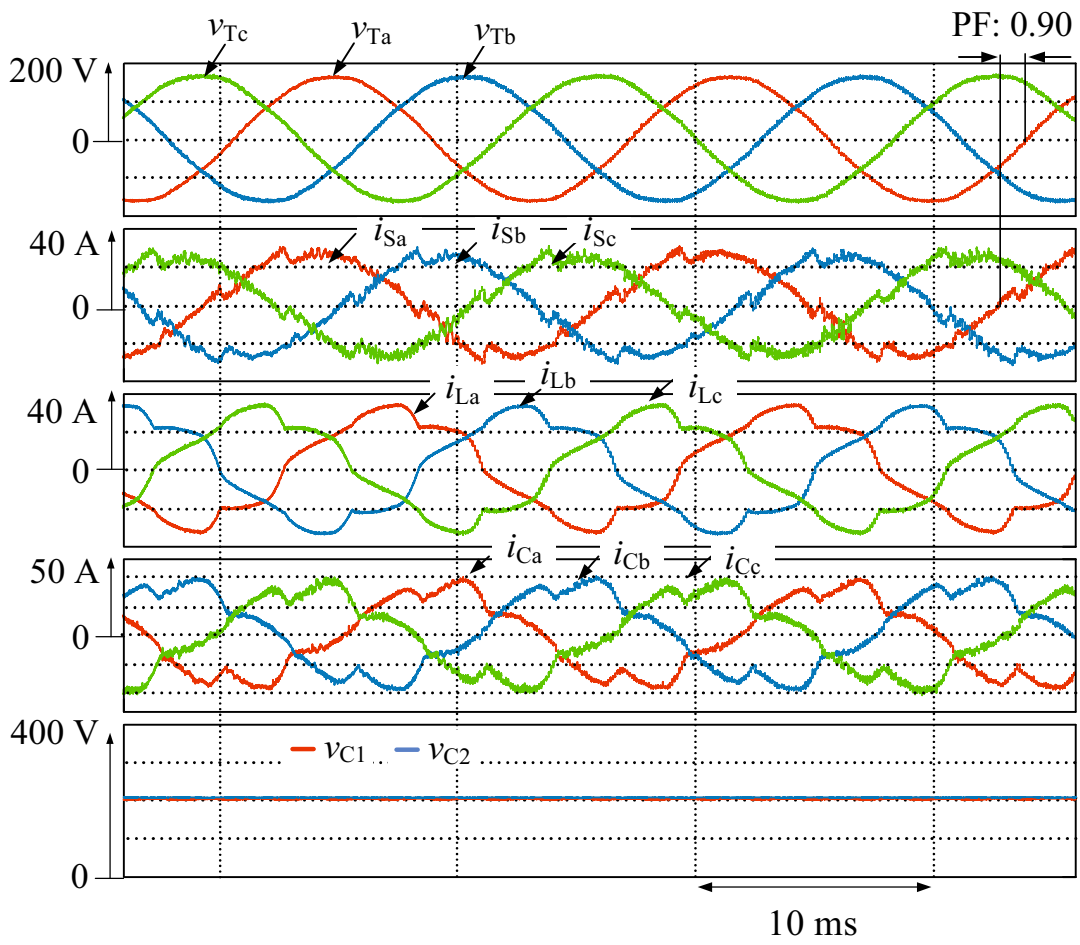 vTc vTa vTb PF: 0.90
200 V
0
40 A iSa iSb iSc
0
40 A iLa iLb iLc
0
50 A iCa iCb iCc
0
400 V
vC1 vC2
0
10 ms